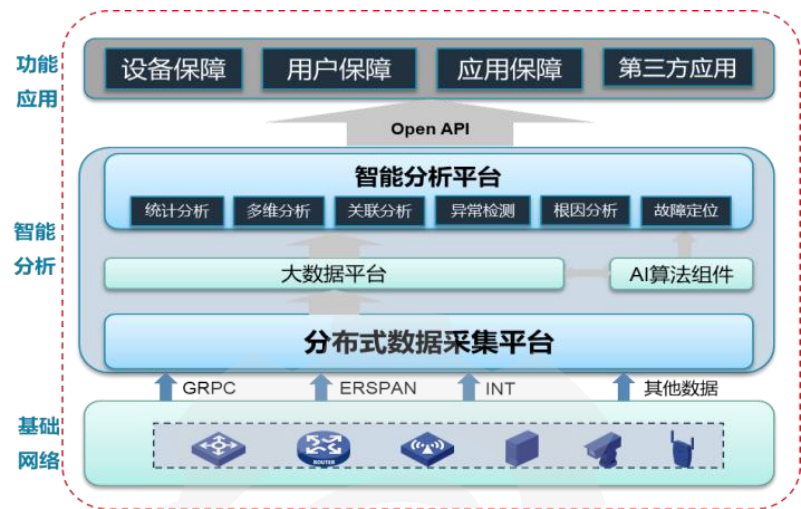 功能
应用
设备保障
用户保障
应用保障
第三方应用
Open API
智能
分析
智能分析平台
统计分析
多维分析
关联分析
异常检测
根因分析
故障定位
大数据平台
AI算法组件
分布式数据采集平台
GRPC
ERSPAN
INT
其他数据
基础
网络
ROUTER